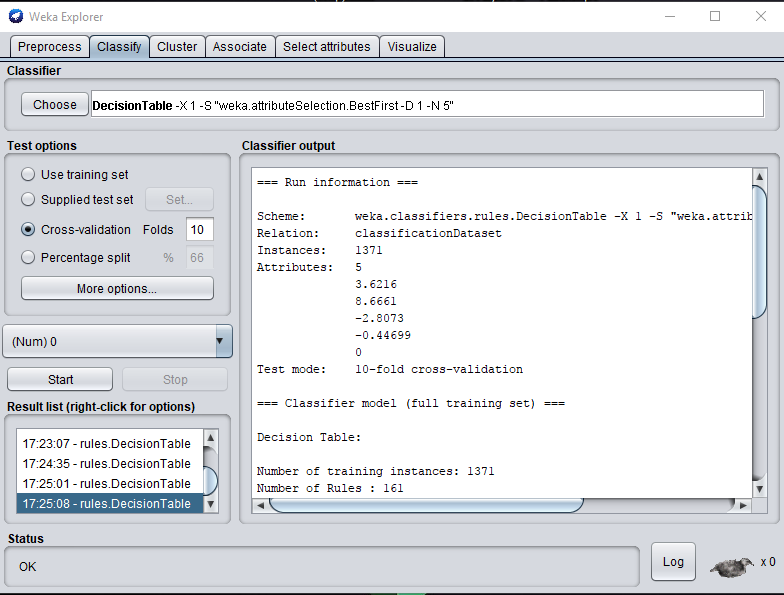 Weka Explorer
Preprocess Classify Cluster Associate Select attributes Visualize
Classifier
Choose DecisionTable -X 1 -S "weka.attributeSelection.BestFirst -D 1 -N 5"
Test options
Use training set
Supplied test set Set...
Cross-validation Folds 10
Percentage split % 66
More options...
(Num) 0
Start Stop
Result list (right-click for options)
17:23:07 - rules.DecisionTable
17:24:35 - rules.DecisionTable
17:25:01 - rules.DecisionTable
17:25:08 - rules.DecisionTable
Classifier output
=== Run information ===
Scheme: weka.classifiers.rules.DecisionTable -X 1 -S "weka.attrib
Relation: classificationDataset
Instances: 1371
Attributes: 5
3.6216
8.6661
-2.8073
-0.44699
0
Test mode: 10-fold cross-validation
=== Classifier model (full training set) ===
Decision Table:
Number of training instances: 1371
Number of Rules : 161
Status
OK
Log x 0